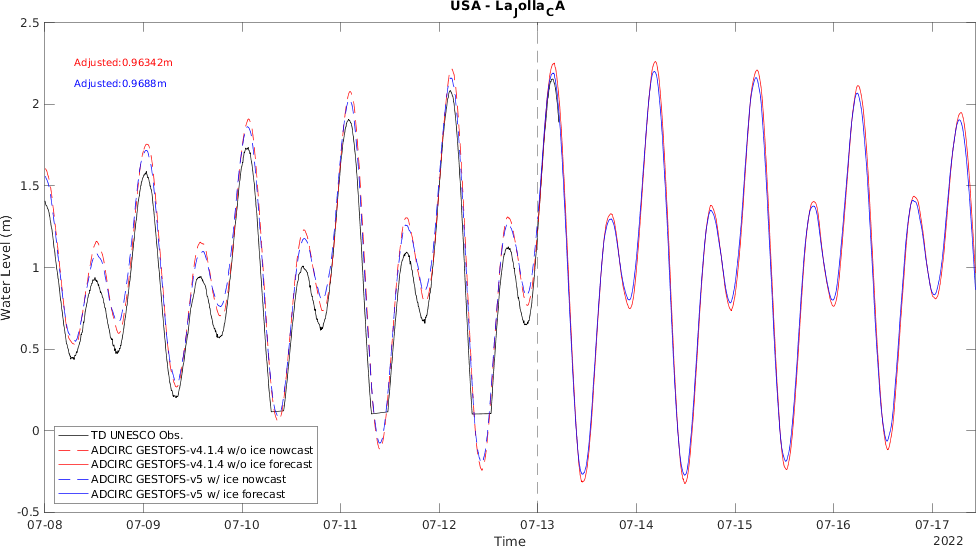 USA - LaJollaCA
2.5
2
1.5
1
0.5
0
-0.5
Water Level (m)
Adjusted:0.96342m
Adjusted:0.9688m
TD UNESCO Obs.
ADCIRC GESTOFS-v4.1.4 w/o ice nowcast
ADCIRC GESTOFS-v4.1.4 w/o ice forecast
ADCIRC GESTOFS-v5 w/ ice nowcast
ADCIRC GESTOFS-v5 w/ ice forecast
07-08 07-09 07-10 07-11 07-12 07-13 07-14 07-15 07-16 07-17
Time
2022